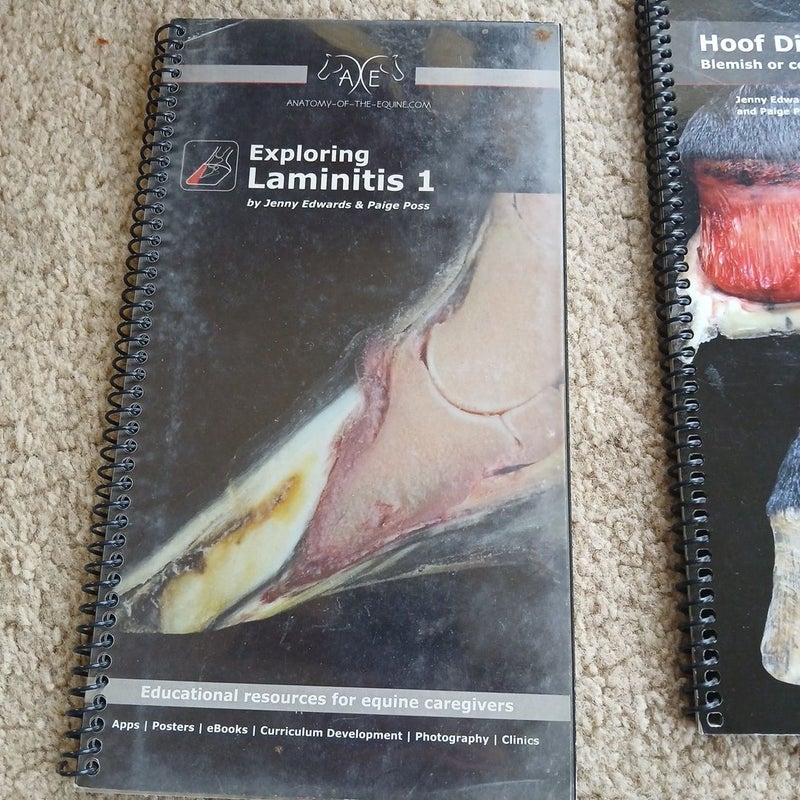 AXE
ANATOMY-OF-THE-EQUINE.COM
Exploring
Laminitis 1
by Jenny Edwards & Paige Poss
Educational resources for equine caregivers
Apps | Posters | eBooks | Curriculum Development | Photography | Clinics
Hoof Di
Blemish or c
Jenny Edwa
and Paige P